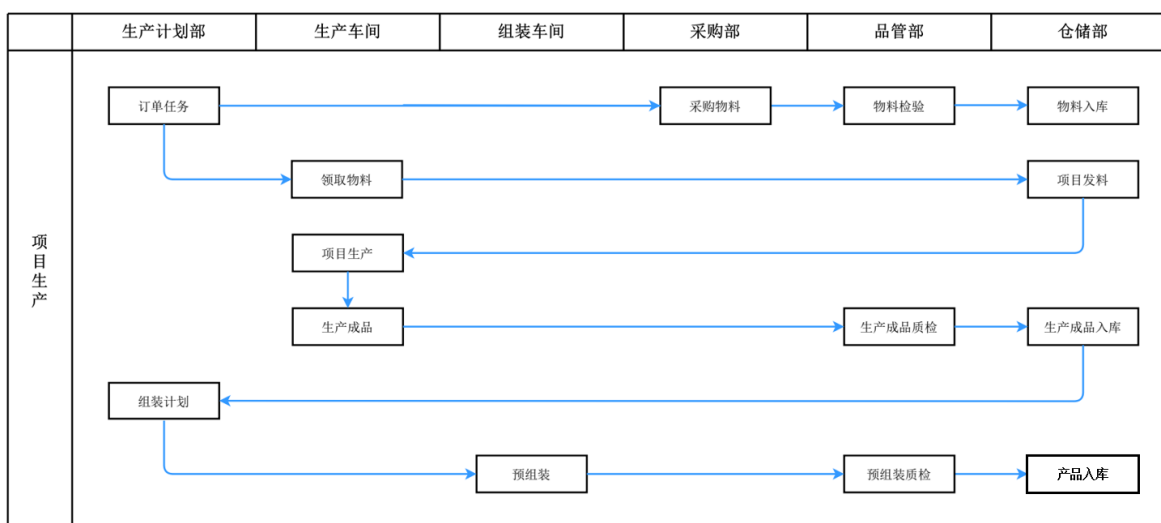 生产计划部
生产车间
组装车间
采购部
品管部
仓储部
项目生产
订单任务
采购物料
物料检验
物料入库
领取物料
项目发料
项目生产
生产成品
生产成品质检
生产成品入库
组装计划
预组装
预组装质检
产品入库